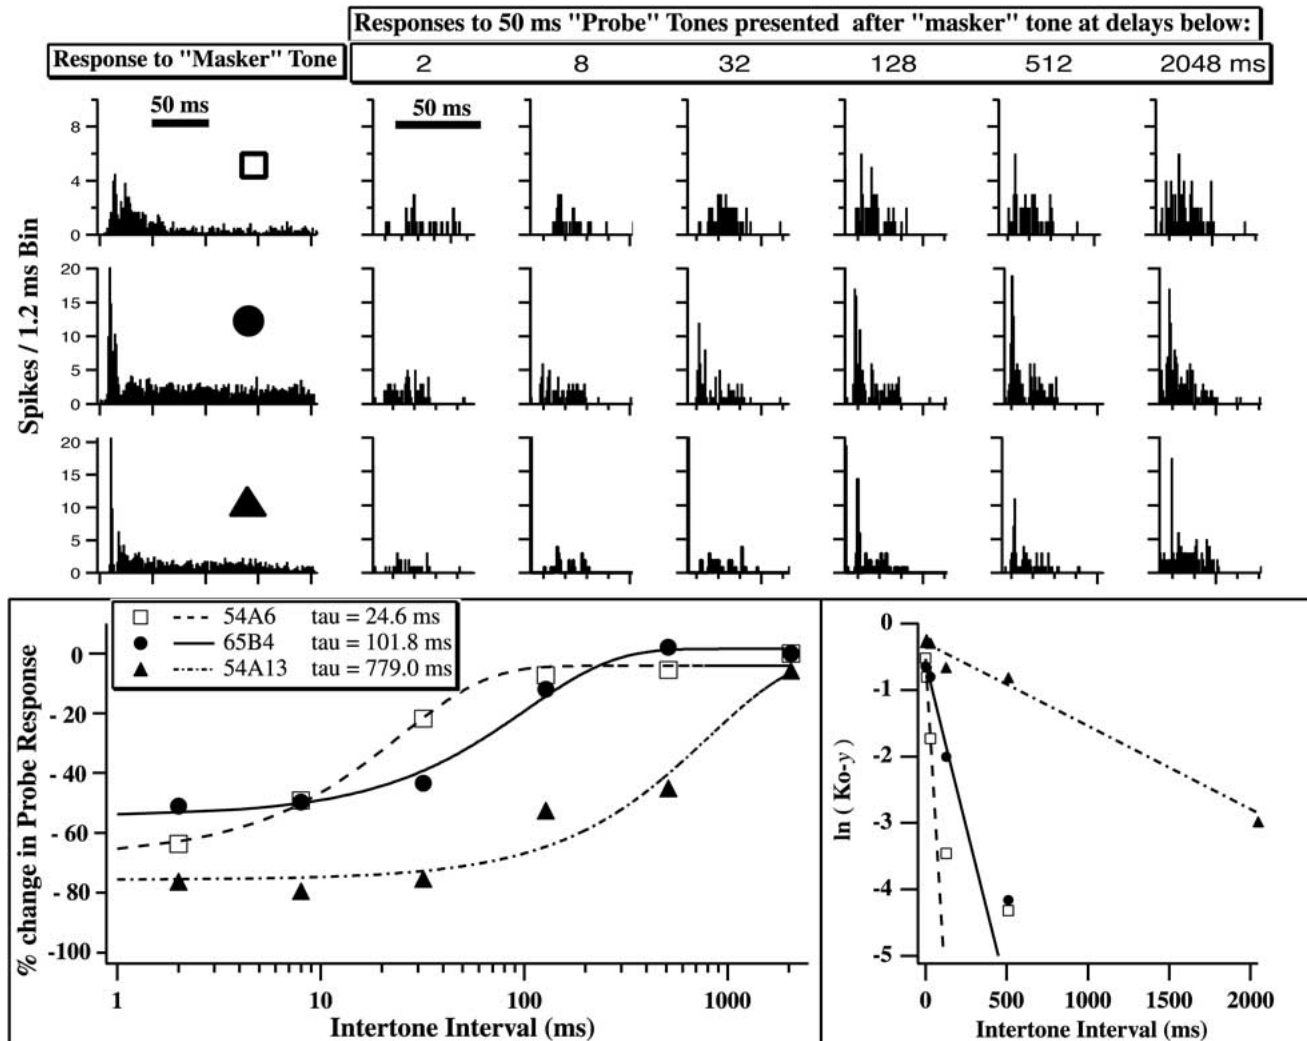 Responses to 50 ms "Probe" Tones presented after "masker" tone at delays below:
Response to "Masker" Tone
2 8 32 128 512 2048 ms
50 ms
50 ms
Spikes / 1.2 ms Bin
8
4
0
20
15
10
5
0
20
15
10
5
0
54A6 tau = 24.6 ms
65B4 tau = 101.8 ms
54A13 tau = 779.0 ms
% change in Probe Response
0
- 20
- 40
- 60
- 80
-100
1 10 100 1000
Intertone Interval (ms)
ln ( Ko-y )
0
-1
-2
-3
-4
-5
0 500 1000 1500 2000
Intertone Interval (ms)